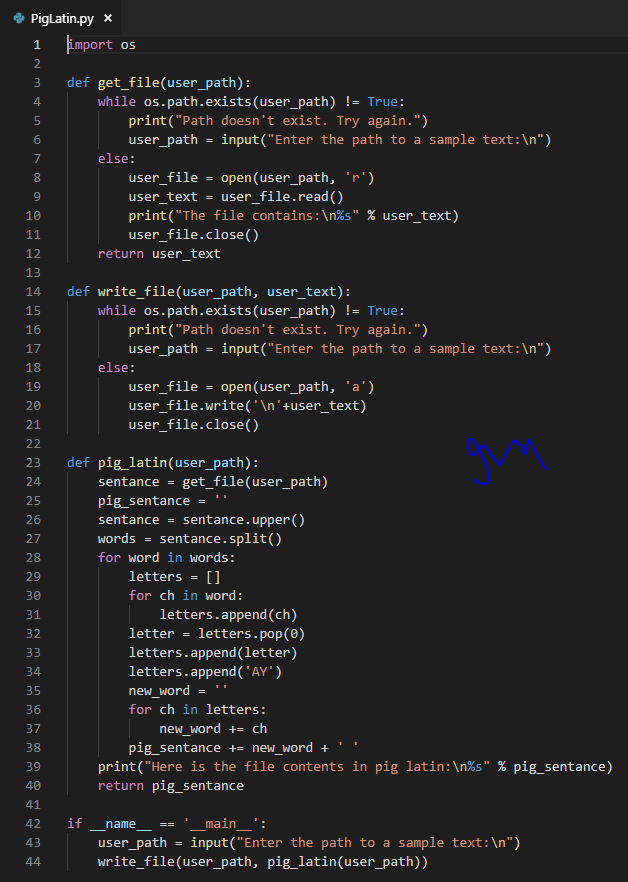 PigLatin.py ×
1 import os
2
3 def get_file(user_path):
4     while os.path.exists(user_path) != True:
5         print("Path doesn't exist. Try again.")
6         user_path = input("Enter the path to a sample text:\n")
7     else:
8         user_file = open(user_path, 'r')
9         user_text = user_file.read()
10         print("The file contains:\n%s" % user_text)
11         user_file.close()
12     return user_text
13
14 def write_file(user_path, user_text):
15     while os.path.exists(user_path) != True:
16         print("Path doesn't exist. Try again.")
17         user_path = input("Enter the path to a sample text:\n")
18     else:
19         user_file = open(user_path, 'a')
20         user_file.write('\n'+user_text)
21         user_file.close()
22
23 def pig_latin(user_path):
24     sentance = get_file(user_path)
25     pig_sentance = ''
26     sentance = sentance.upper()
27     words = sentance.split()
28     for word in words:
29         letters = []
30         for ch in word:
31             letters.append(ch)
32         letter = letters.pop(0)
33         letters.append(letter)
34         letters.append('AY')
35         new_word = ''
36         for ch in letters:
37             new_word += ch
38         pig_sentance += new_word + ' '
39     print("Here is the file contents in pig latin:\n%s" % pig_sentance)
40     return pig_sentance
41
42 if __name__ == '__main__':
43     user_path = input("Enter the path to a sample text:\n")
44     write_file(user_path, pig_latin(user_path))